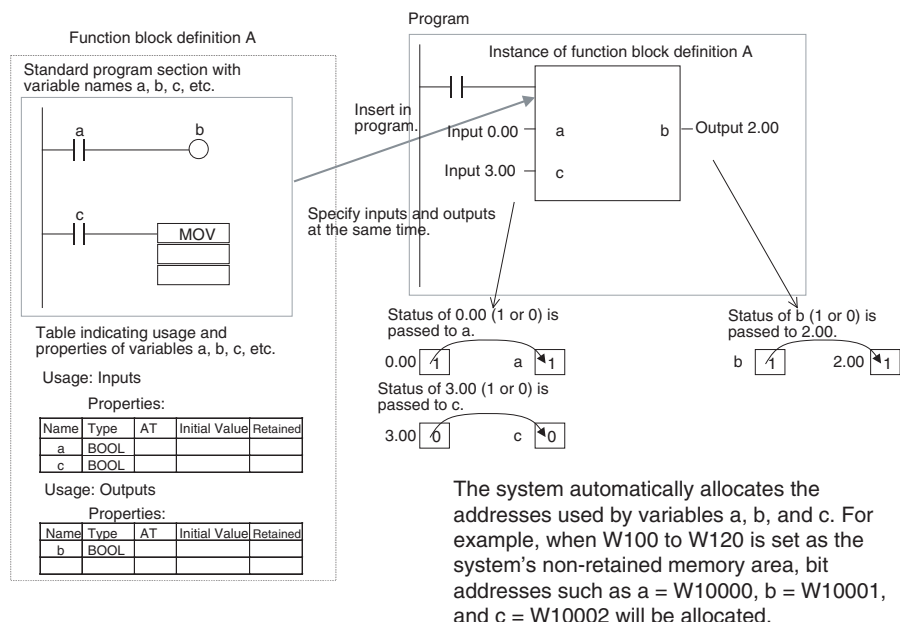 Function block definition A
Standard program section with
variable names a, b, c, etc.
a
b
c
MOV
Table indicating usage and
properties of variables a, b, c, etc.
Usage: Inputs
Properties:
Name Type AT Initial Value Retained
a BOOL
c BOOL
Usage: Outputs
Properties:
Name Type AT Initial Value Retained
b BOOL
Program
Instance of function block definition A
Insert in
program.
Input 0.00 a b Output 2.00
Input 3.00 c
Specify inputs and outputs
at the same time.
Status of 0.00 (1 or 0) is
passed to a.
0.00 1 a 1
Status of 3.00 (1 or 0) is
passed to c.
3.00 0 c 0
Status of b (1 or 0) is
passed to 2.00.
b 1 2.00 1
The system automatically allocates the
addresses used by variables a, b, and c. For
example, when W100 to W120 is set as the
system's non-retained memory area, bit
addresses such as a = W10000, b = W10001,
and c = W10002 will be allocated.